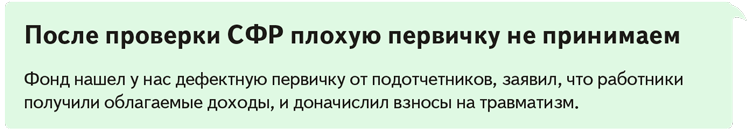 После проверки СФР плохую первичку не принимаем
Фонд нашел у нас дефектную первичку от подотчетников, заявил, что работники
получили облагаемые доходы, и доначислил взносы на травматизм.